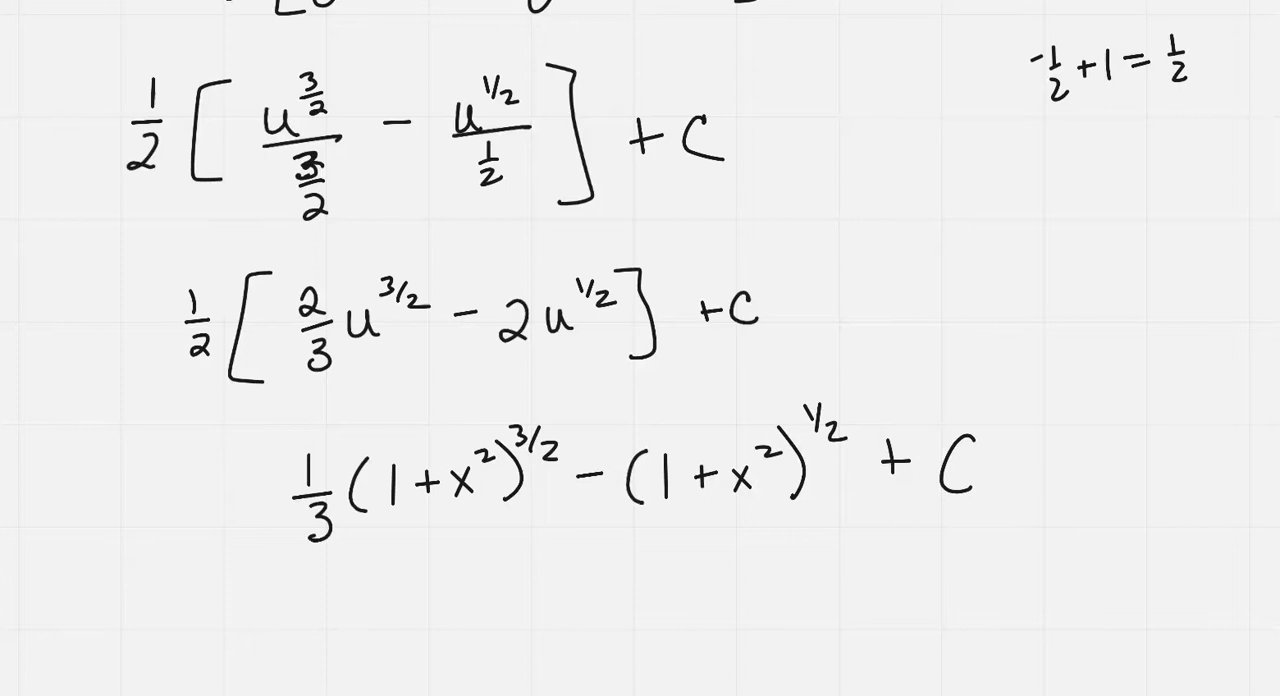 -1/2 + 1 = 1/2
1/2 [ u^(3/2) / (3/2) - u^(1/2) / (1/2) ] + C
1/2 [ 2/3 u^(3/2) - 2u^(1/2) ] + C
1/3 (1+x²)^(3/2) - (1+x²)^(1/2) + C